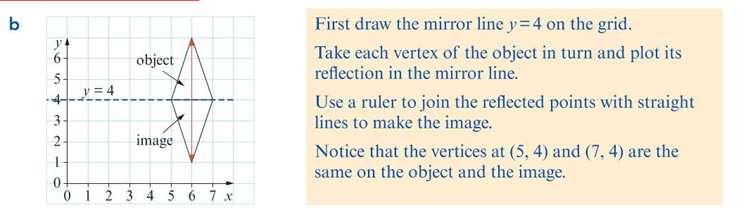 b
First draw the mirror line y=4 on the grid.
Take each vertex of the object in turn and plot its
reflection in the mirror line.
Use a ruler to join the reflected points with straight
lines to make the image.
Notice that the vertices at (5, 4) and (7, 4) are the
same on the object and the image.
y
6
object
5
y = 4
4
3
2
image
1
0
0 1 2 3 4 5 6 7 x